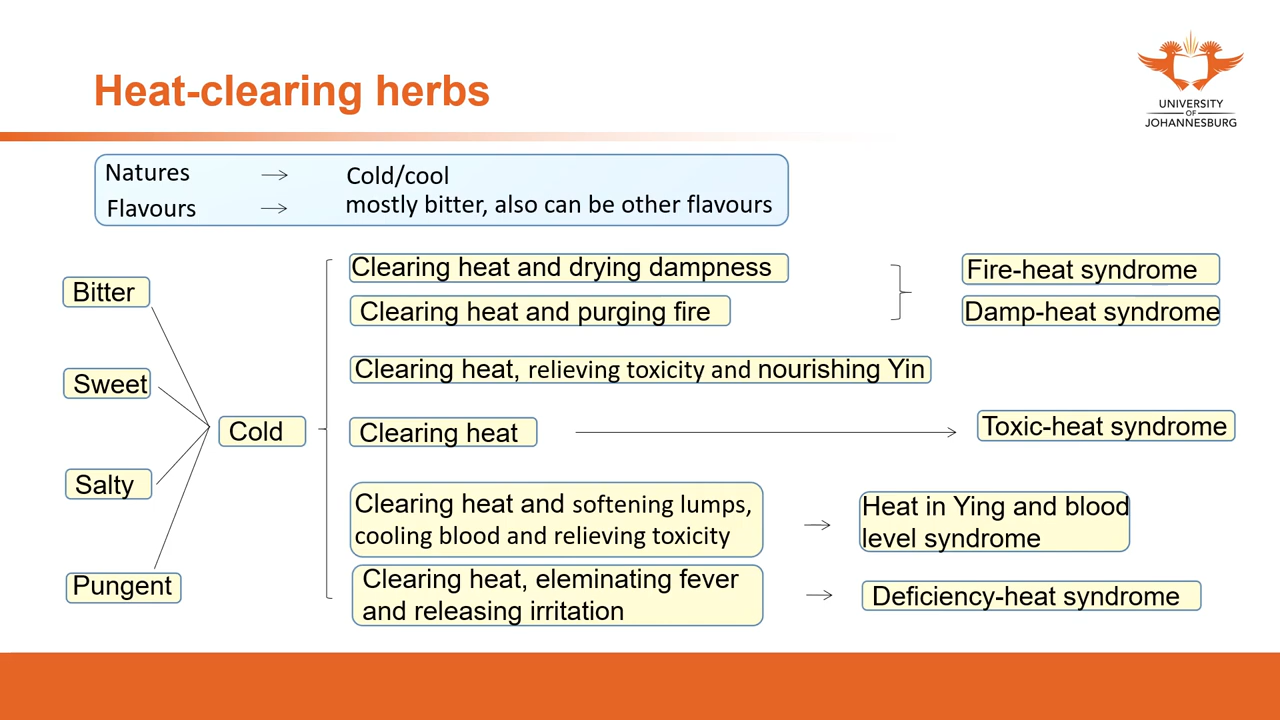 Heat-clearing herbs
UNIVERSITY
OF
JOHANNESBURG
Natures → Cold/cool
Flavours → mostly bitter, also can be other flavours
Bitter
Sweet
Salty
Pungent
Cold
Clearing heat and drying dampness
Clearing heat and purging fire
Fire-heat syndrome
Damp-heat syndrome
Clearing heat, relieving toxicity and nourishing Yin
Clearing heat
Toxic-heat syndrome
Clearing heat and softening lumps,
cooling blood and relieving toxicity
Heat in Ying and blood
level syndrome
Clearing heat, eleminating fever
and releasing irritation
Deficiency-heat syndrome